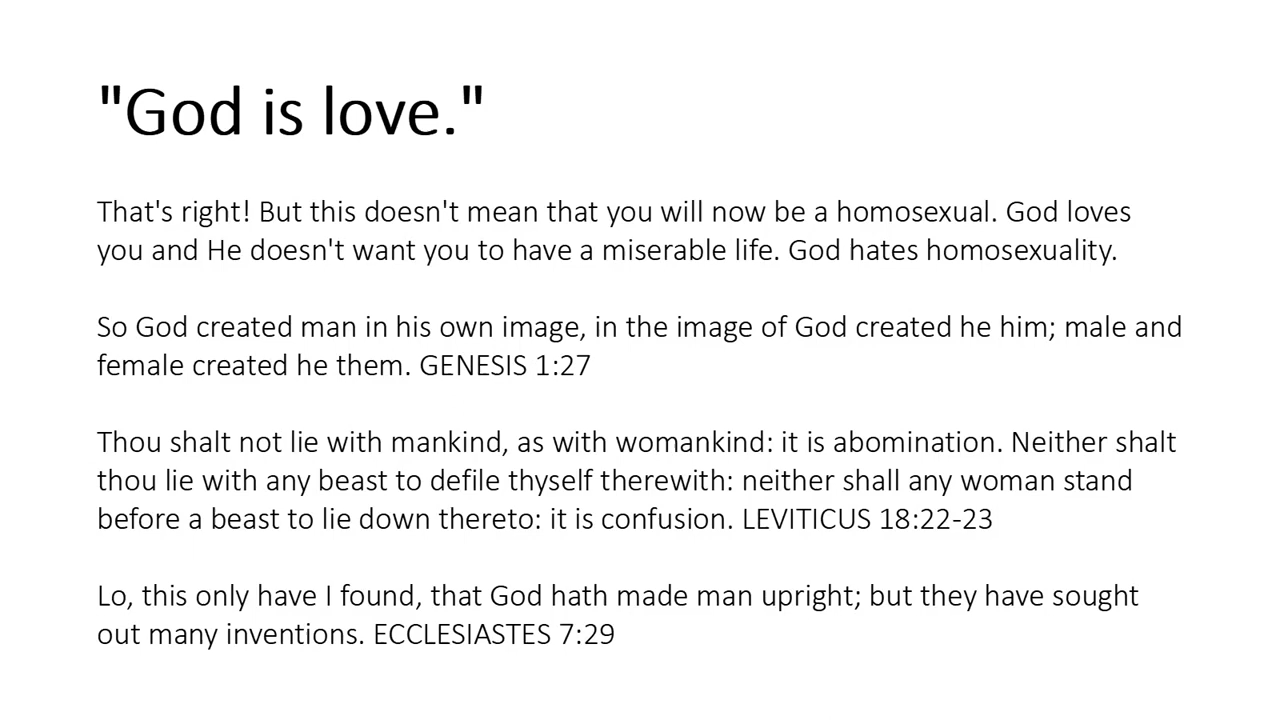 "God is love."
That's right! But this doesn't mean that you will now be a homosexual. God loves
you and He doesn't want you to have a miserable life. God hates homosexuality.
So God created man in his own image, in the image of God created he him; male and
female created he them. GENESIS 1:27
Thou shalt not lie with mankind, as with womankind: it is abomination. Neither shalt
thou lie with any beast to defile thyself therewith: neither shall any woman stand
before a beast to lie down thereto: it is confusion. LEVITICUS 18:22-23
Lo, this only have I found, that God hath made man upright; but they have sought
out many inventions. ECCLESIASTES 7:29